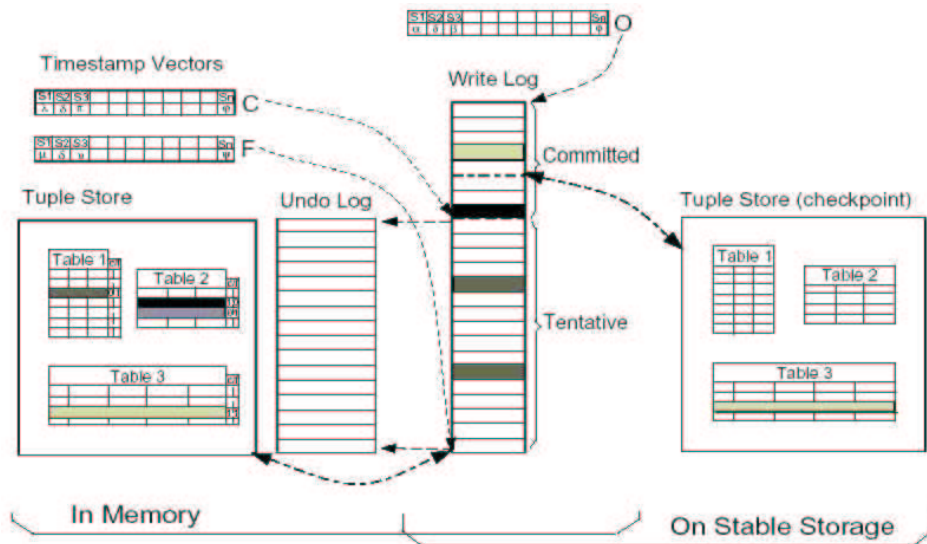 S1 S2 S3 Sn
O
Timestamp Vectors
Write Log
S1 S2 S3 Sn
C
S1 S2 S3 Sn
F
Committed
Tuple Store
Undo Log
Tuple Store (checkpoint)
Table 1
Table 2
Table 1
Table 2
Tentative
Table 3
Table 3
In Memory
On Stable Storage